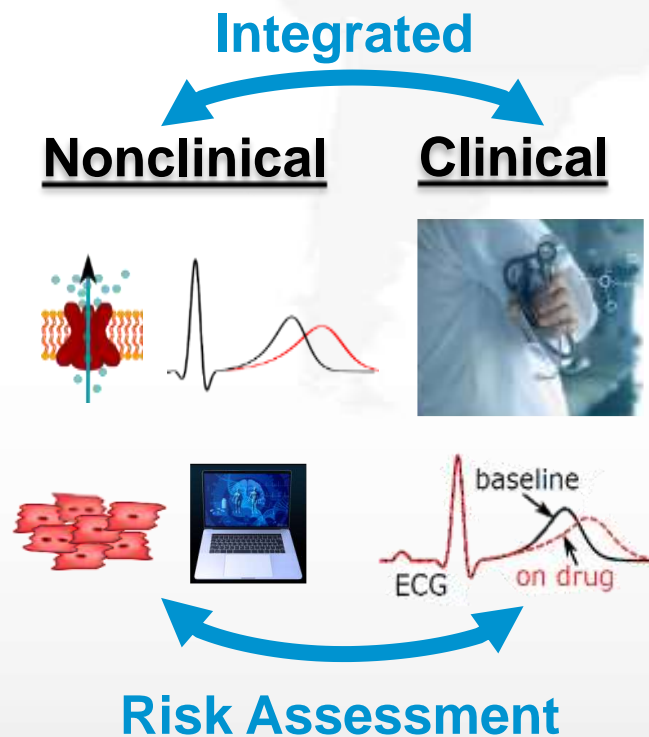 Integrated
Nonclinical Clinical
baseline
ECG on drug
Risk Assessment